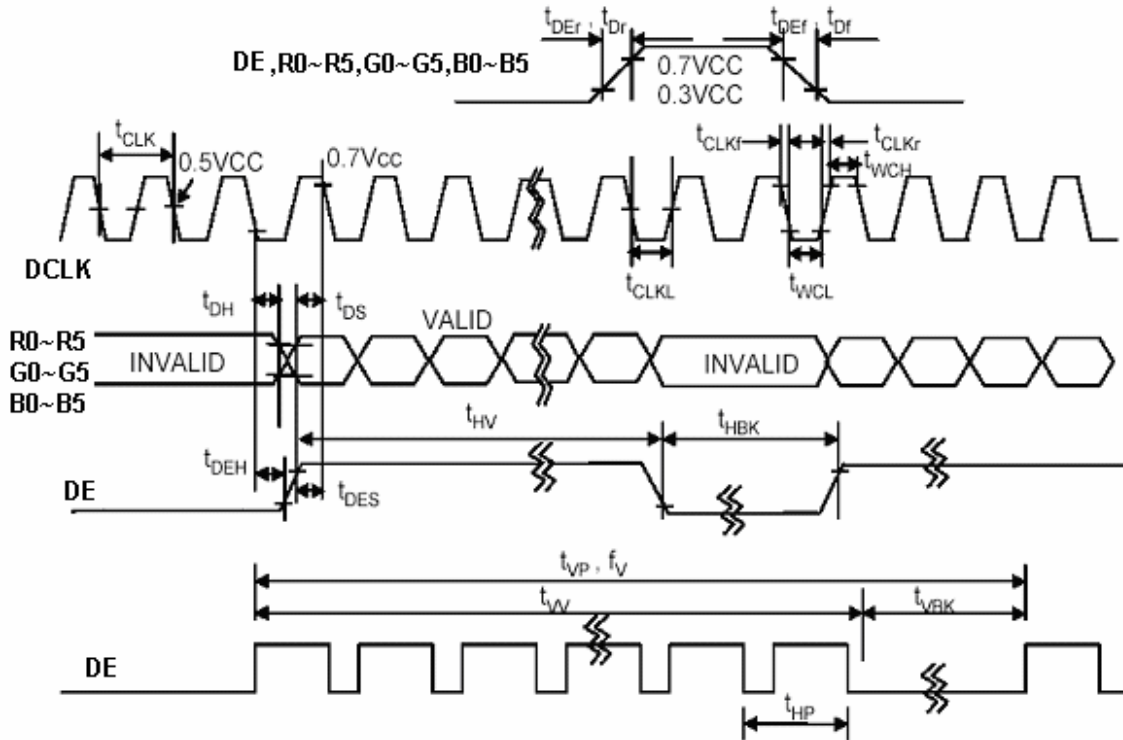 tDEr , tDr
tDEf , tDf
DE ,R0~R5,G0~G5,B0~B5
0.7VCC
0.3VCC
tCLK
0.5VCC
0.7Vcc
tCLKf
tCLKr
tWCH
DCLK
tCLKL
tWCL
tDH
tDS
VALID
R0~R5
G0~G5
B0~B5
INVALID
INVALID
tHV
tHBK
tDEH
tDES
DE
tVP , fV
tVV
tVBK
DE
tHP